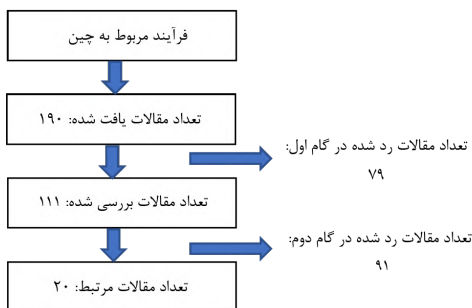 فرآیند مربوط به چین
تعداد مقالات یافت شده: ۱۹۰
تعداد مقالات رد شده در گام اول:
۷۹
تعداد مقالات بررسی شده: ۱۱۱
تعداد مقالات رد شده در گام دوم:
۹۱
تعداد مقالات مرتبط: ۲۰